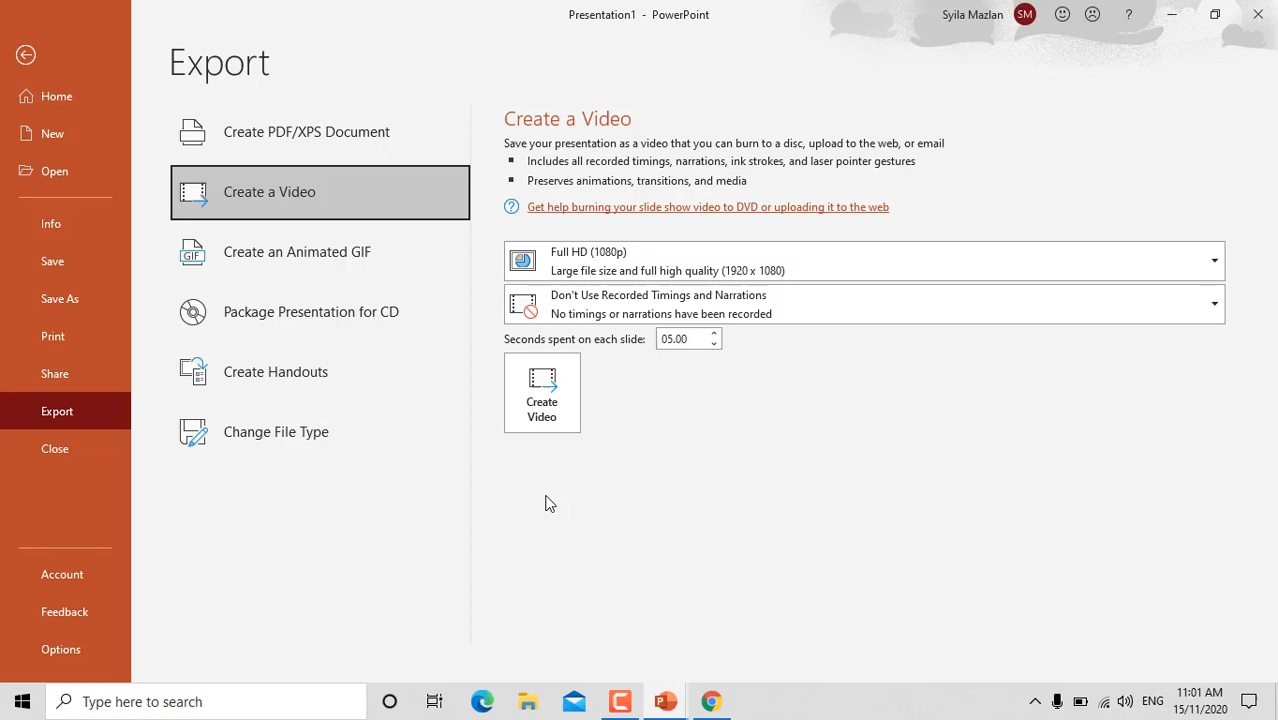 Presentation1 - PowerPoint
Syila Mazlan SM ?
Export
Home
New
Open
Info
Save
Save As
Print
Share
Export
Close
Account
Feedback
Options
Create PDF/XPS Document
Create a Video
GIF Create an Animated GIF
Package Presentation for CD
Create Handouts
Change File Type
Create a Video
Save your presentation as a video that you can burn to a disc, upload to the web, or email
Includes all recorded timings, narrations, ink strokes, and laser pointer gestures
Preserves animations, transitions, and media
? Get help burning your slide show video to DVD or uploading it to the web
Full HD (1080p)
Large file size and full high quality (1920 x 1080)
Don't Use Recorded Timings and Narrations
No timings or narrations have been recorded
Seconds spent on each slide: 05.00
Create
Video
Type here to search
ENG
11:01 AM
15/11/2020